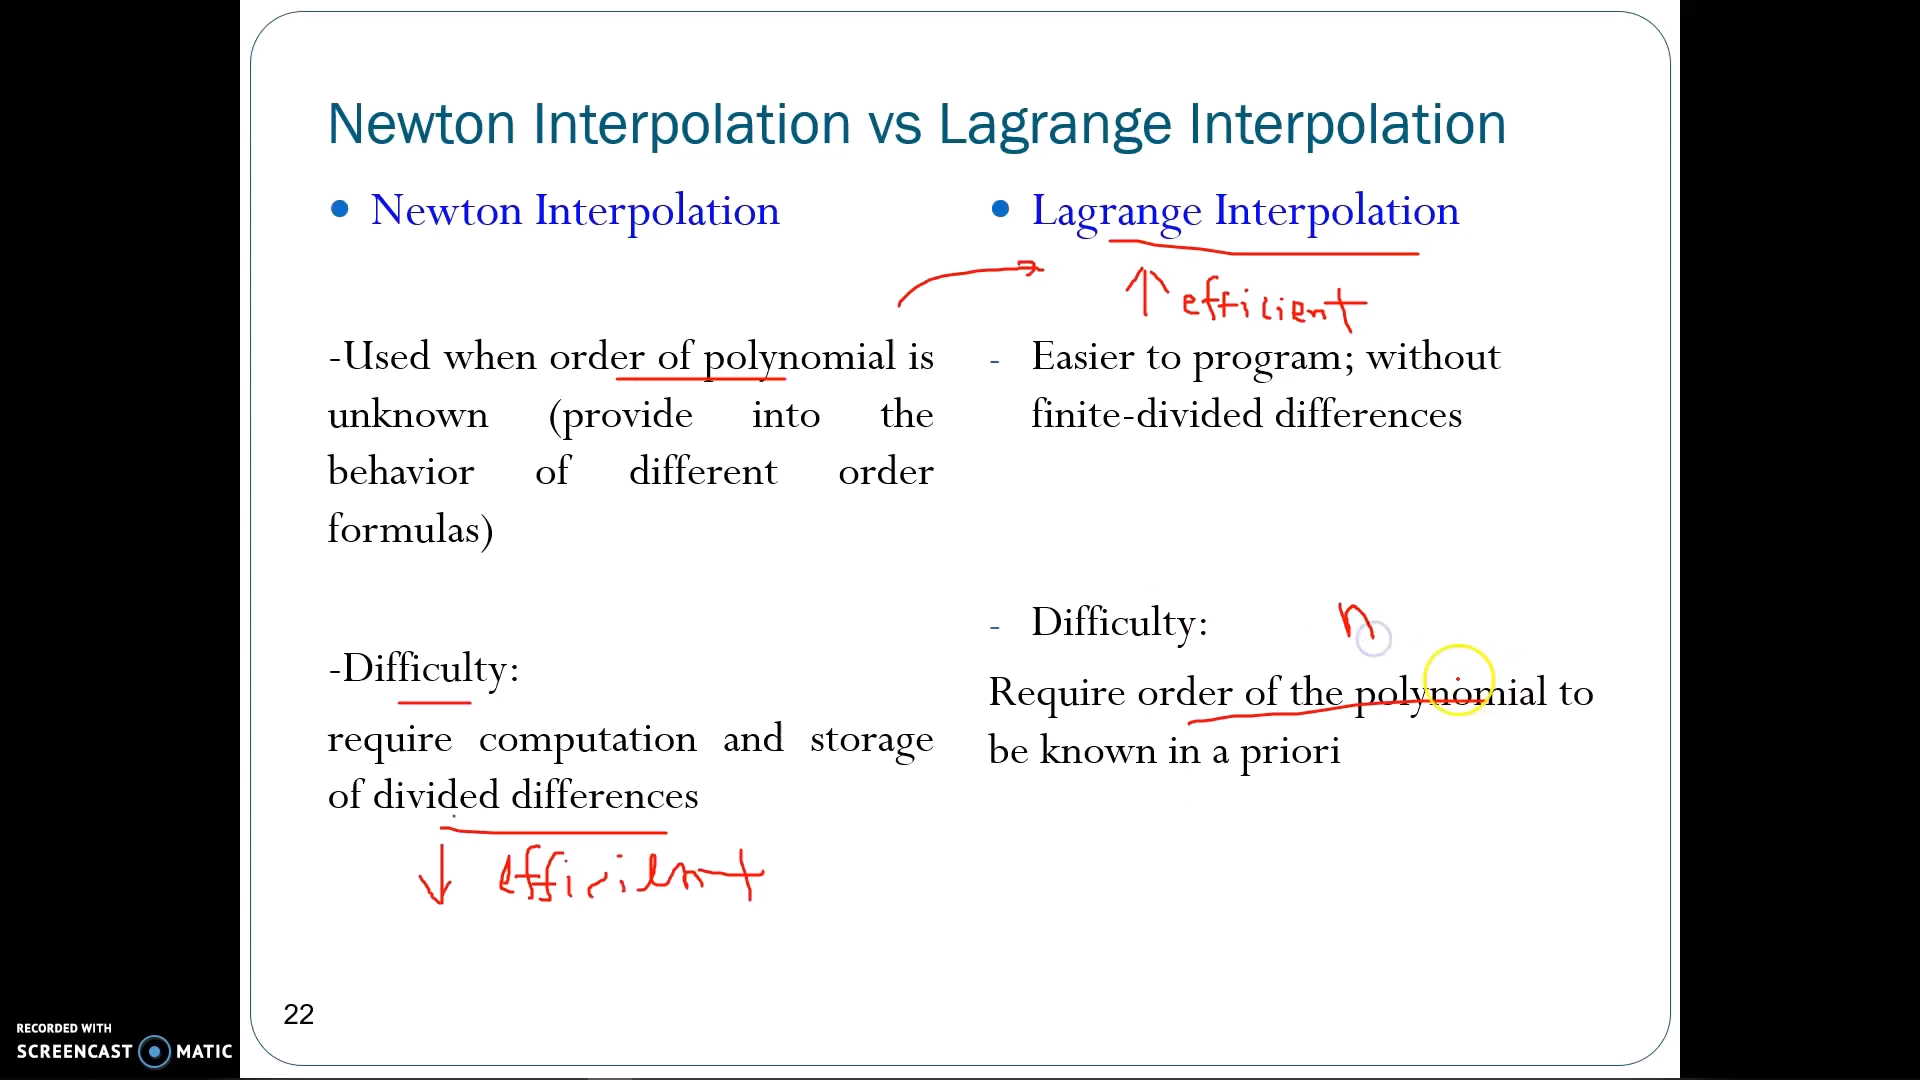 Newton Interpolation vs Lagrange Interpolation
• Newton Interpolation
-Used when order of polynomial is
unknown (provide into the
behavior of different order
formulas)
-Difficulty:
require computation and storage
of divided differences
↓ efficient
• Lagrange Interpolation
↑ efficient
- Easier to program; without
finite-divided differences
- Difficulty:
n
Require order of the polynomial to
be known in a priori
22
RECORDED WITH
SCREENCAST MATIC